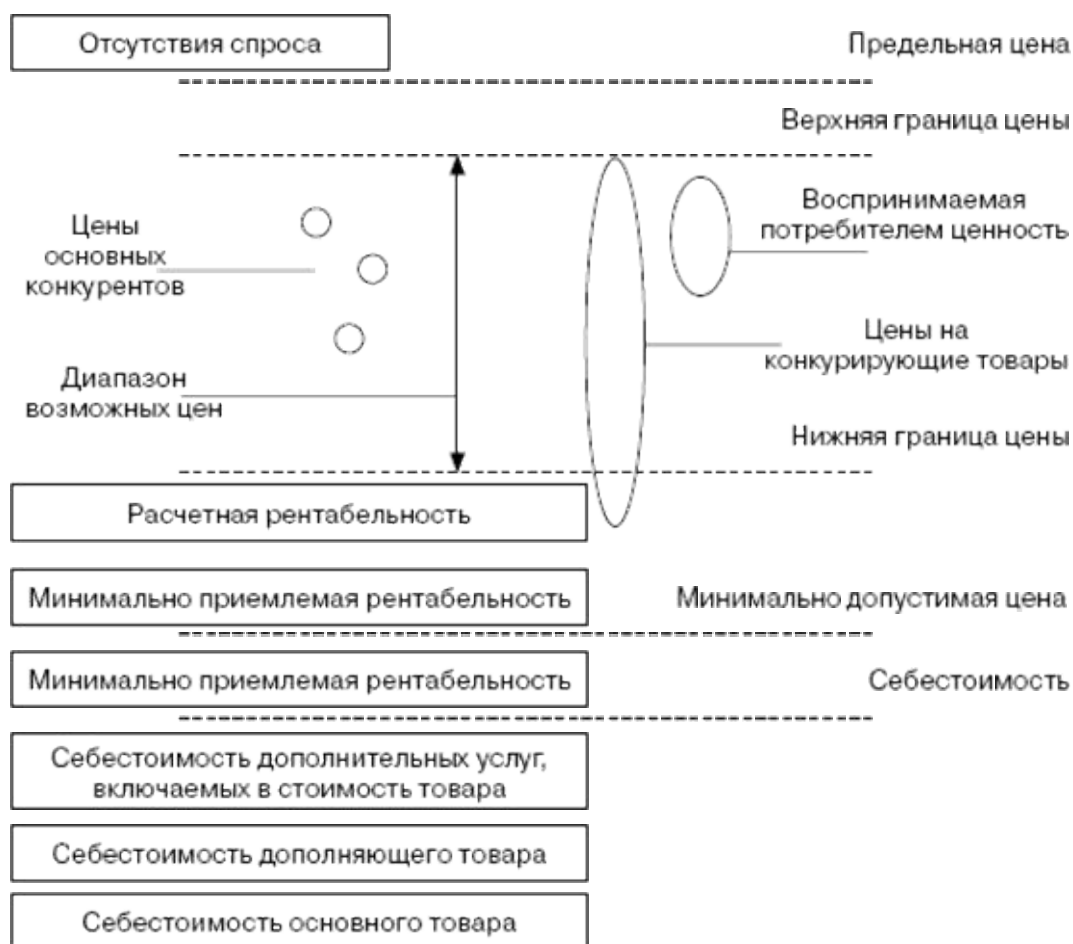 Отсутствия спроса
Предельная цена
Верхняя граница цены
Цены
основных
конкурентов
Воспринимаемая
потребителем ценность
Цены на
конкурирующие товары
Диапазон
возможных цен
Нижняя граница цены
Расчетная рентабельность
Минимально приемлемая рентабельность
Минимально допустимая цена
Минимально приемлемая рентабельность
Себестоимость
Себестоимость дополнительных услуг,
включаемых в стоимость товара
Себестоимость дополняющего товара
Себестоимость основного товара